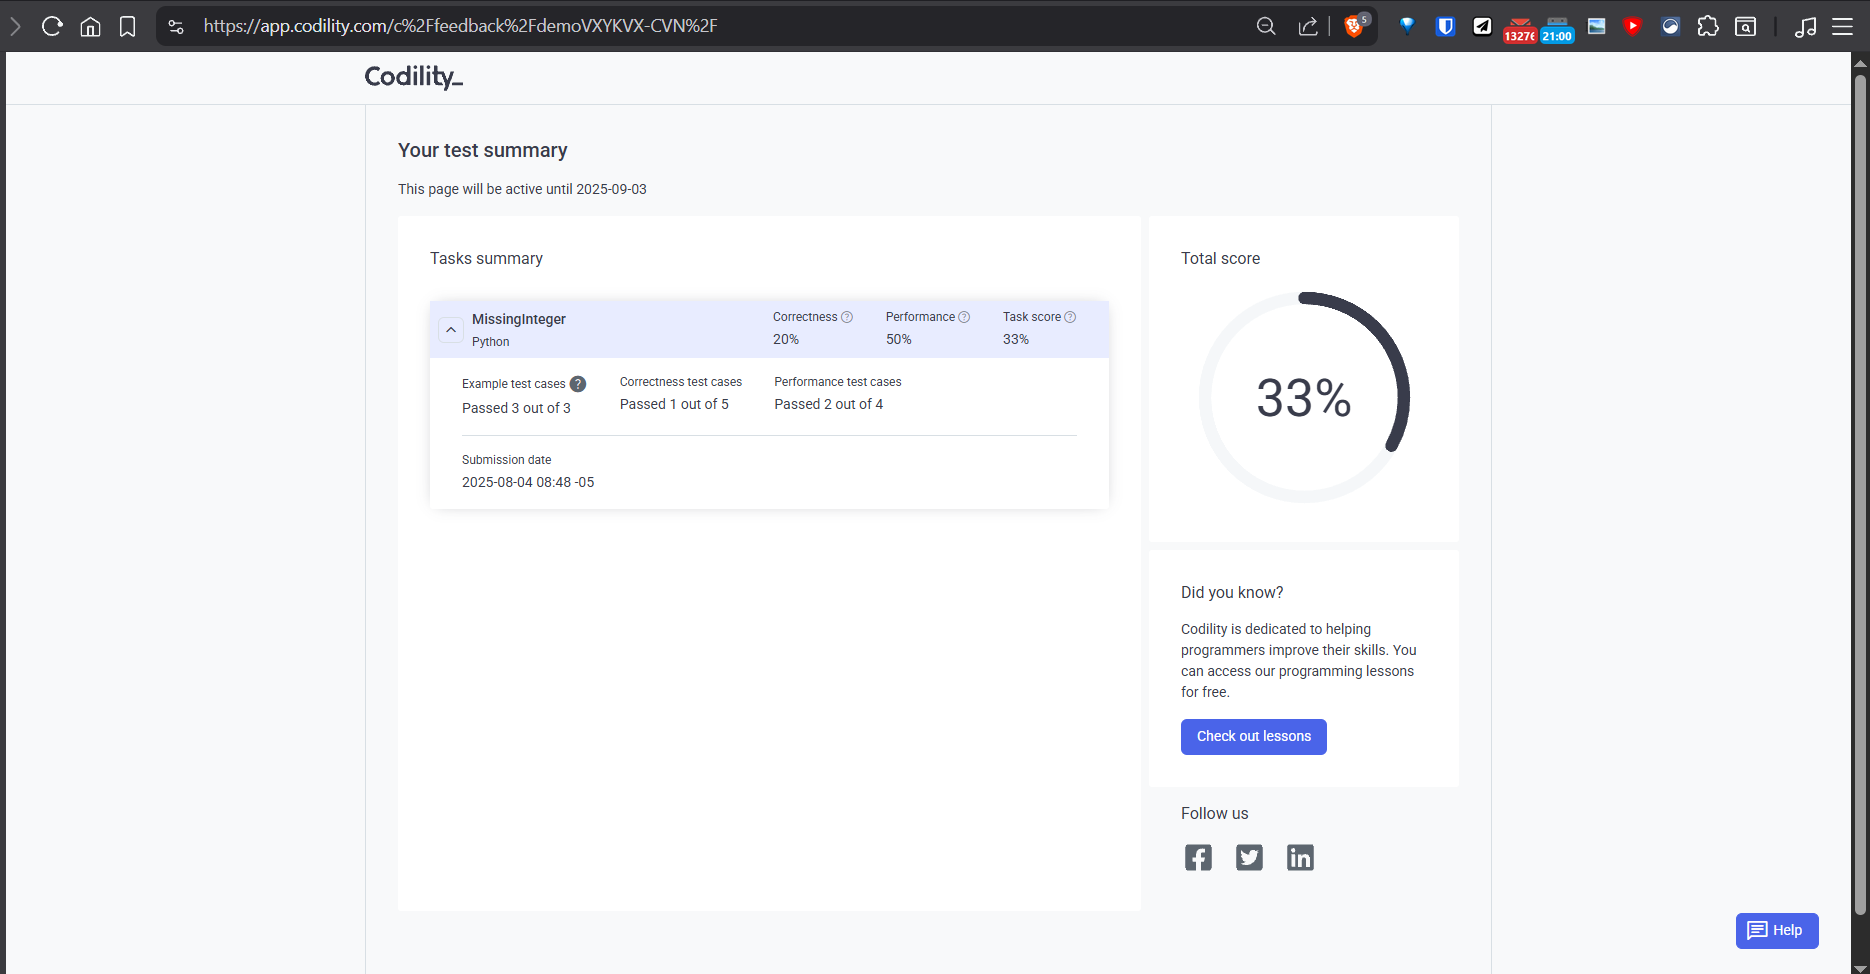 https://app.codility.com/c%2Ffeedback%2FdemoVXYKVX-CVN%2F
5
13276
21:00
Codility_
Your test summary
This page will be active until 2025-09-03
Tasks summary
MissingInteger
Python
Correctness ?
20%
Performance ?
50%
Task score ?
33%
Example test cases ?
Passed 3 out of 3
Correctness test cases
Passed 1 out of 5
Performance test cases
Passed 2 out of 4
Submission date
2025-08-04 08:48 -05
Total score
33%
Did you know?
Codility is dedicated to helping
programmers improve their skills. You
can access our programming lessons
for free.
Check out lessons
Follow us
Help